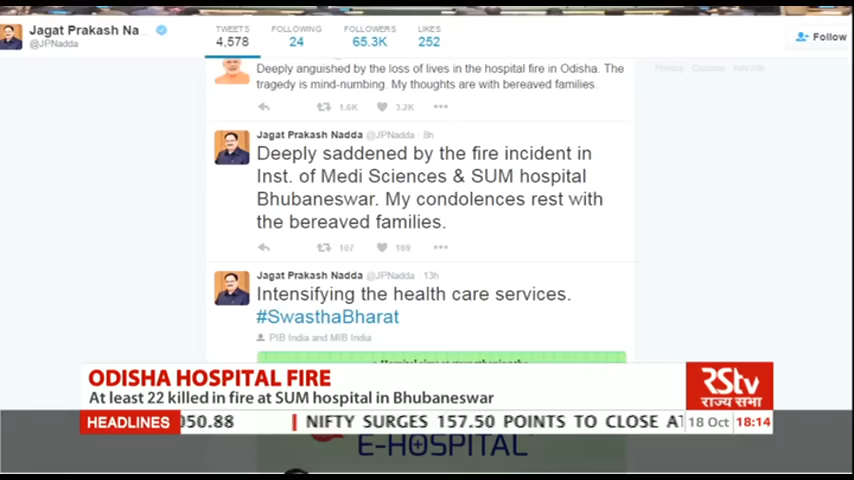 Jagat Prakash Na...
@JPNadda
TWEETS
4,578
FOLLOWING
24
FOLLOWERS
65.3K
LIKES
252
Follow
Deeply anguished by the loss of lives in the hospital fire in Odisha. The
tragedy is mind-numbing. My thoughts are with bereaved families.
1.6K 3.2K
Privacy Cookies Ads info
Jagat Prakash Nadda @JPNadda · 8h
Deeply saddened by the fire incident in
Inst. of Medi Sciences & SUM hospital
Bhubaneswar. My condolences rest with
the bereaved families.
107 189
Jagat Prakash Nadda @JPNadda · 13h
Intensifying the health care services.
#SwasthaBharat
PIB India and MIB India
ODISHA HOSPITAL FIRE
At least 22 killed in fire at SUM hospital in Bhubaneswar
RStv
राज्य सभा
HEADLINES
050.88 | NIFTY SURGES 157.50 POINTS TO CLOSE AT
18 Oct 18:14
E-HOSPITAL